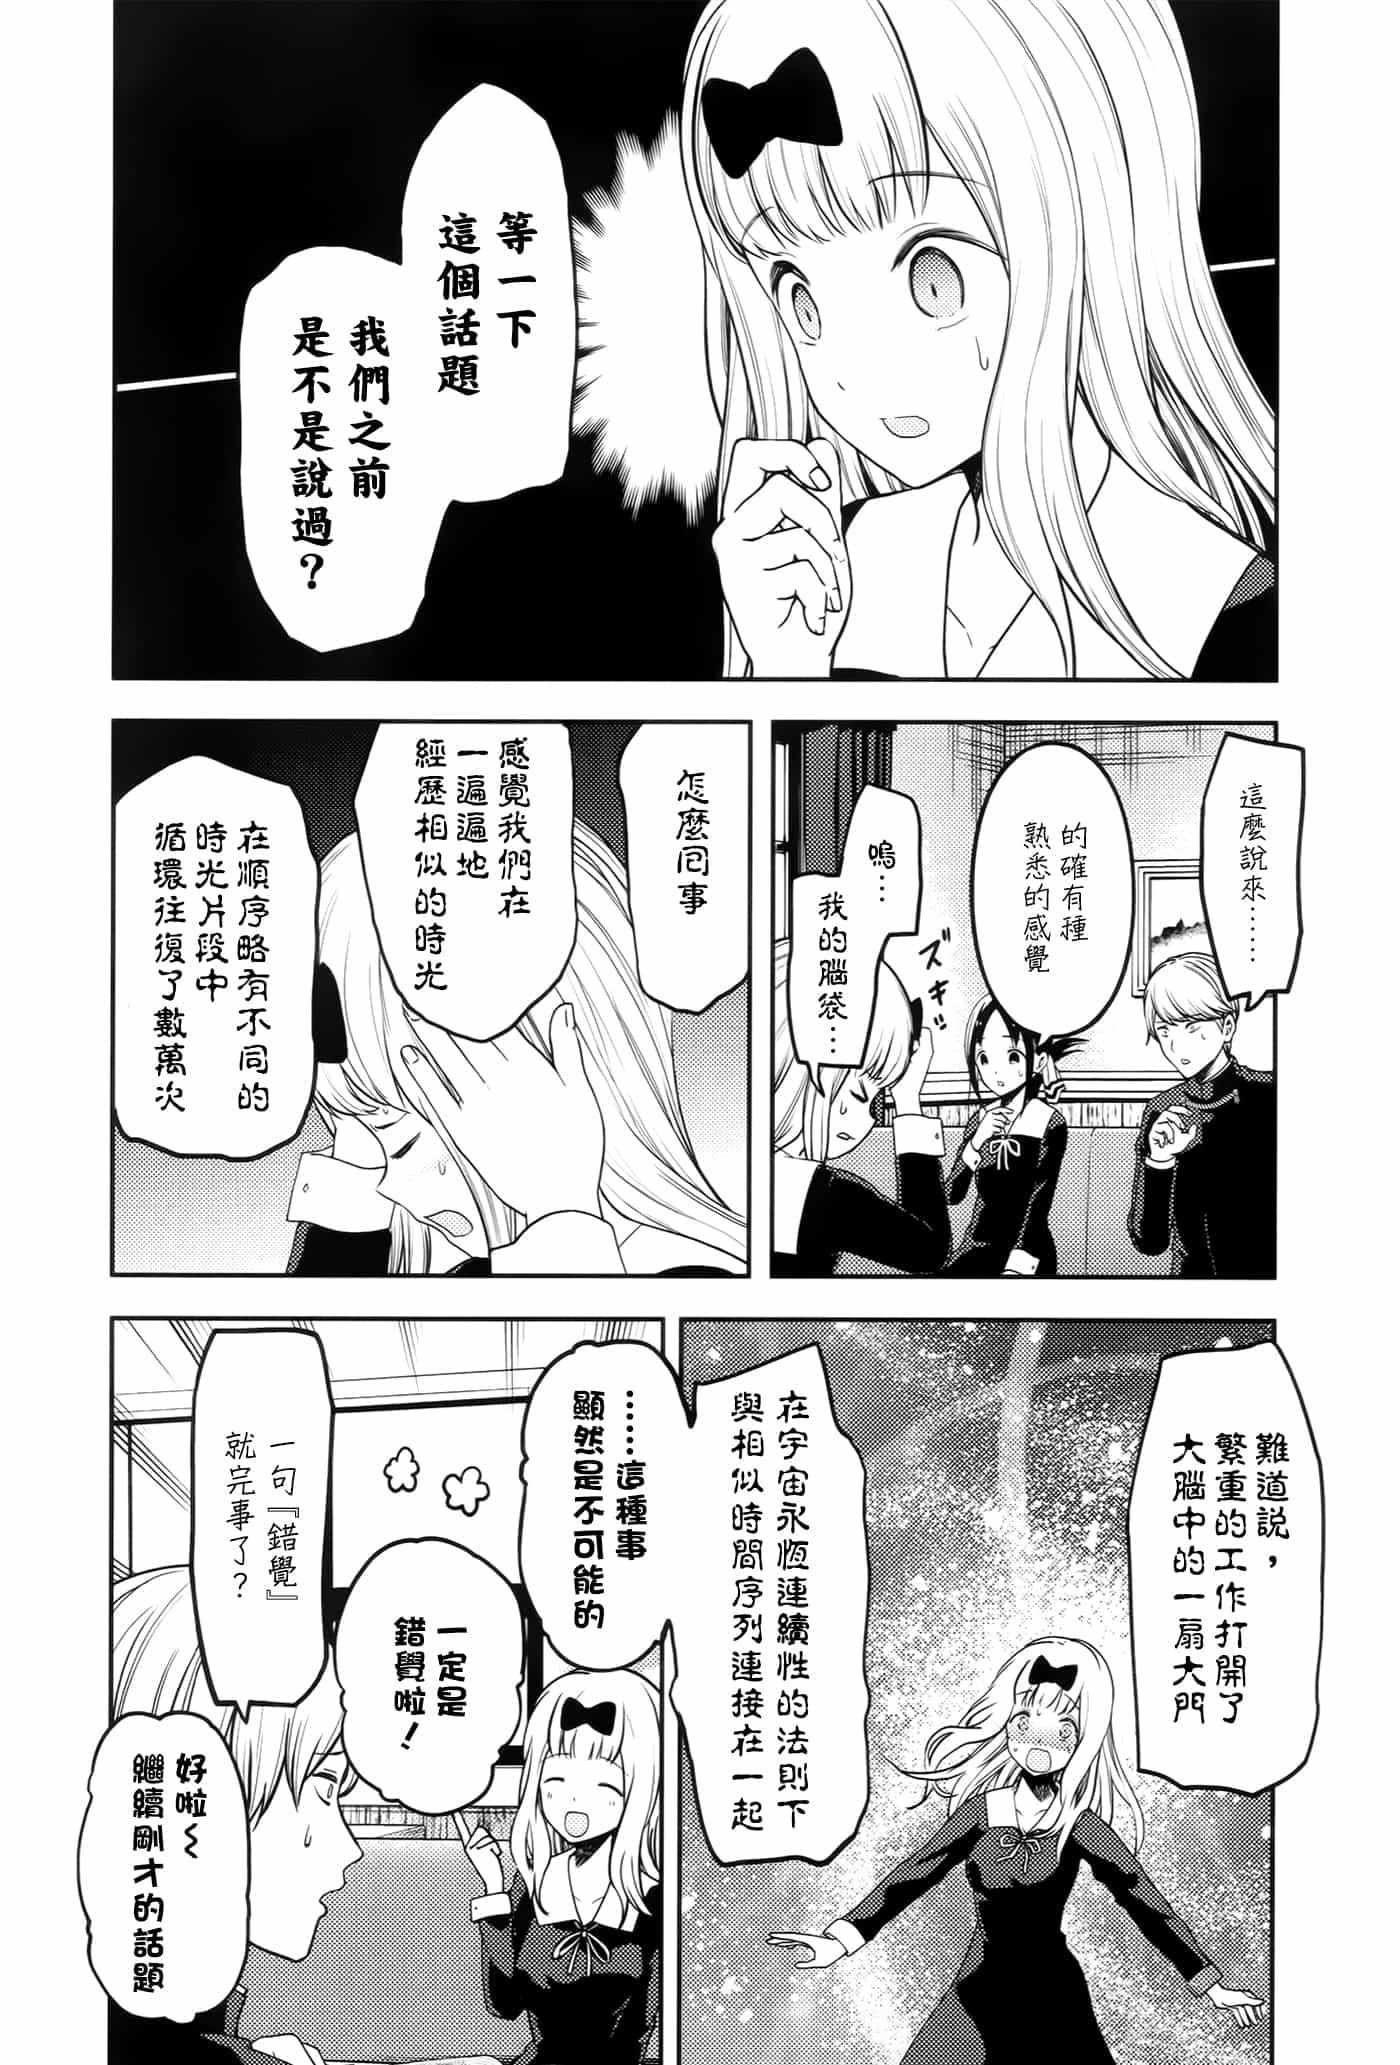 等一下
這個話題
我們之前
是不是說過？
這麼說來……
的確有種
熟悉的感覺
ズキ
嗚…
我的腦袋…
怎麼回事
感覺我們在
一遍遍地
經歷相似的時光
在順序略有不同的
時光片段中
循環往復了數萬次
難道說，
繁重的工作打開了
大腦中的一扇大門
在宇宙永恆連續性的法則下
與相似時間序列連接在一起
……這種事
顯然是不可能的
一定是
錯覺啦！
一句『錯覺』
就完事了？
好啦～
繼續剛才的話題